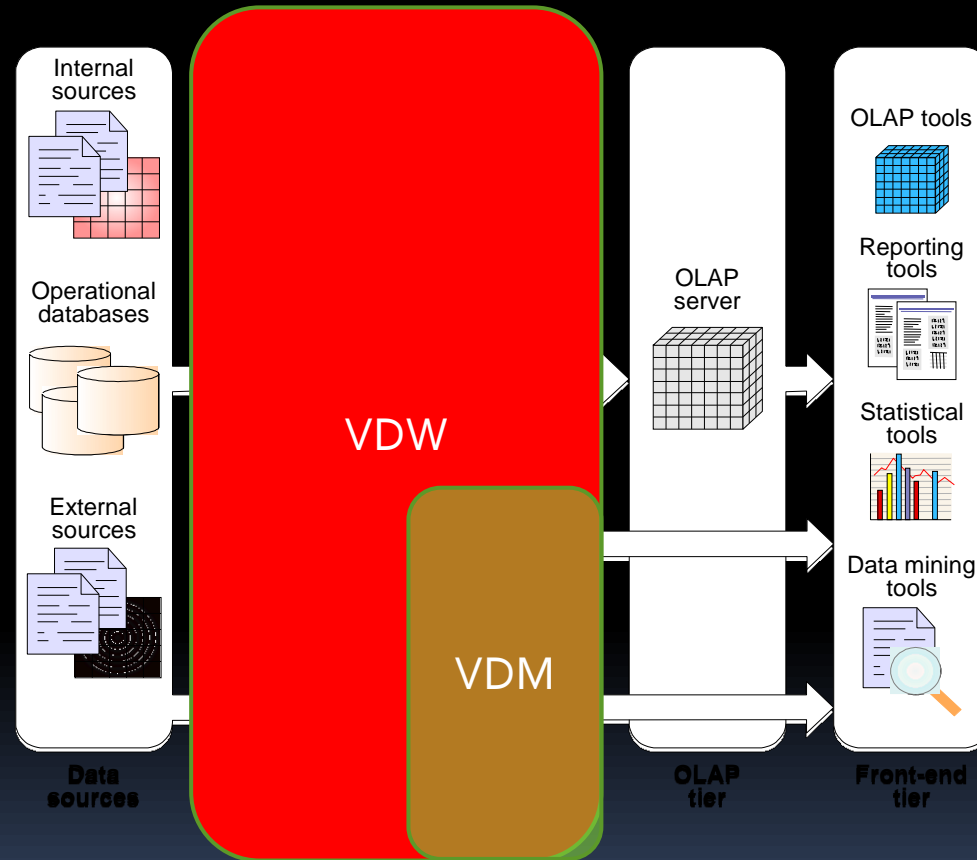 Internal
sources
Operational
databases
External
sources
Data
sources
VDW
VDM
OLAP
server
OLAP
tier
OLAP tools
Reporting
tools
Statistical
tools
Data mining
tools
Front-end
tier